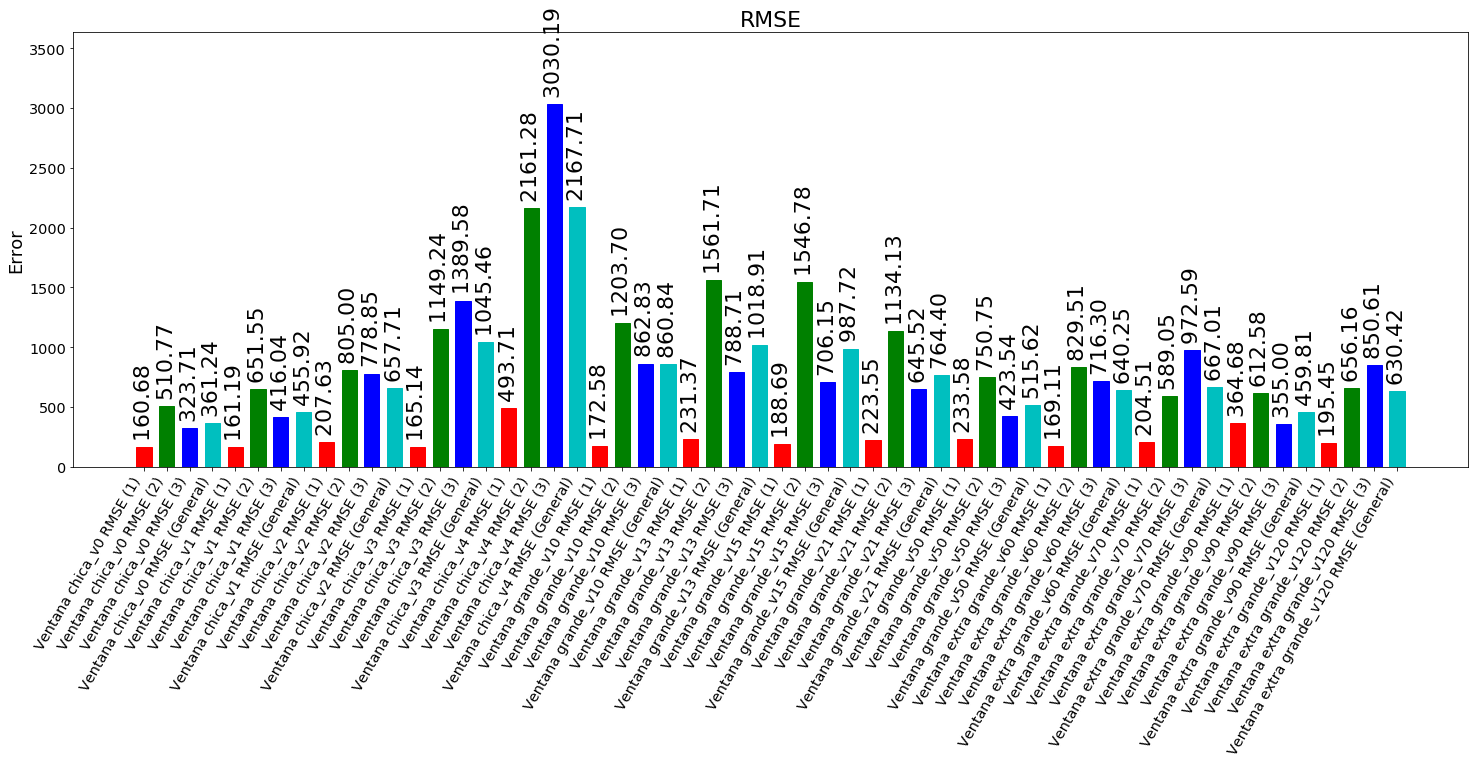 RMSE
Error
3500
3000
2500
2000
1500
1000
500
0
160.68
510.77
323.71
361.24
161.19
651.55
416.04
455.92
207.63
805.00
778.85
657.71
165.14
1149.24
1389.58
1045.46
493.71
2161.28
3030.19
2167.71
172.58
1203.70
862.83
860.84
231.37
1561.71
788.71
1018.91
188.69
1546.78
706.15
987.72
223.55
1134.13
645.52
764.40
233.58
750.75
423.54
515.62
169.11
829.51
716.30
640.25
204.51
589.05
972.59
667.01
364.68
612.58
355.00
459.81
195.45
656.16
850.61
630.42
Ventana chica_v0 RMSE (1)
Ventana chica_v0 RMSE (2)
Ventana chica_v0 RMSE (3)
Ventana chica_v0 RMSE (General)
Ventana chica_v1 RMSE (1)
Ventana chica_v1 RMSE (2)
Ventana chica_v1 RMSE (3)
Ventana chica_v1 RMSE (General)
Ventana chica_v2 RMSE (1)
Ventana chica_v2 RMSE (2)
Ventana chica_v2 RMSE (3)
Ventana chica_v2 RMSE (General)
Ventana chica_v3 RMSE (1)
Ventana chica_v3 RMSE (2)
Ventana chica_v3 RMSE (3)
Ventana chica_v3 RMSE (General)
Ventana chica_v4 RMSE (1)
Ventana chica_v4 RMSE (2)
Ventana chica_v4 RMSE (3)
Ventana chica_v4 RMSE (General)
Ventana grande_v10 RMSE (1)
Ventana grande_v10 RMSE (2)
Ventana grande_v10 RMSE (3)
Ventana grande_v10 RMSE (General)
Ventana grande_v13 RMSE (1)
Ventana grande_v13 RMSE (2)
Ventana grande_v13 RMSE (3)
Ventana grande_v13 RMSE (General)
Ventana grande_v15 RMSE (1)
Ventana grande_v15 RMSE (2)
Ventana grande_v15 RMSE (3)
Ventana grande_v15 RMSE (General)
Ventana grande_v21 RMSE (1)
Ventana grande_v21 RMSE (2)
Ventana grande_v21 RMSE (3)
Ventana grande_v21 RMSE (General)
Ventana grande_v50 RMSE (1)
Ventana grande_v50 RMSE (2)
Ventana grande_v50 RMSE (3)
Ventana grande_v50 RMSE (General)
Ventana extra grande_v60 RMSE (1)
Ventana extra grande_v60 RMSE (2)
Ventana extra grande_v60 RMSE (3)
Ventana extra grande_v60 RMSE (General)
Ventana extra grande_v70 RMSE (1)
Ventana extra grande_v70 RMSE (2)
Ventana extra grande_v70 RMSE (3)
Ventana extra grande_v70 RMSE (General)
Ventana extra grande_v90 RMSE (1)
Ventana extra grande_v90 RMSE (2)
Ventana extra grande_v90 RMSE (3)
Ventana extra grande_v90 RMSE (General)
Ventana extra grande_v120 RMSE (1)
Ventana extra grande_v120 RMSE (2)
Ventana extra grande_v120 RMSE (3)
Ventana extra grande_v120 RMSE (General)